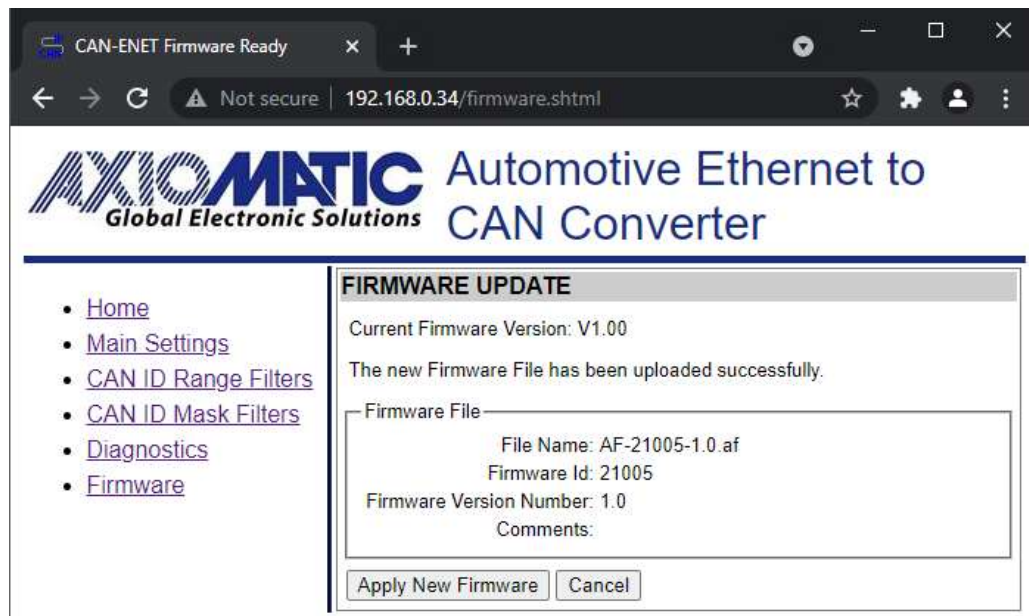 CAN-ENET Firmware Ready
Not secure
192.168.0.34/firmware.shtml
AXIOMATIC
Global Electronic Solutions
Automotive Ethernet to
CAN Converter
Home
Main Settings
CAN ID Range Filters
CAN ID Mask Filters
Diagnostics
Firmware
FIRMWARE UPDATE
Current Firmware Version: V1.00
The new Firmware File has been uploaded successfully.
Firmware File
File Name: AF-21005-1.0.af
Firmware Id: 21005
Firmware Version Number: 1.0
Comments:
Apply New Firmware
Cancel